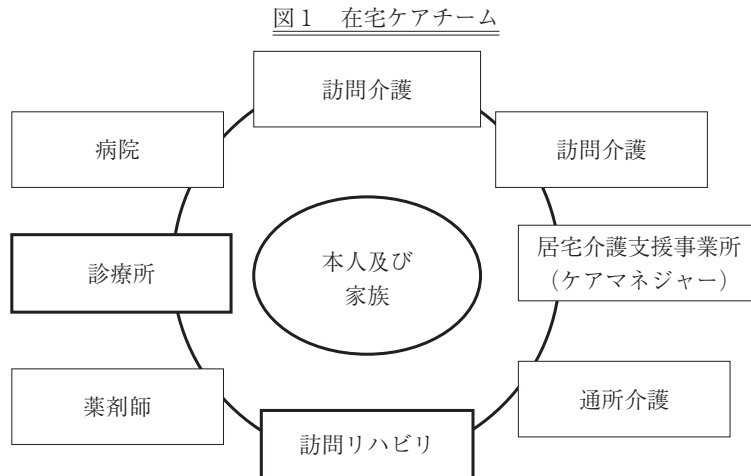 図1 在宅ケアチーム
訪問介護
病院
訪問介護
診療所
本人及び
家族
居宅介護支援事業所
（ケアマネジャー）
薬剤師
通所介護
訪問リハビリ